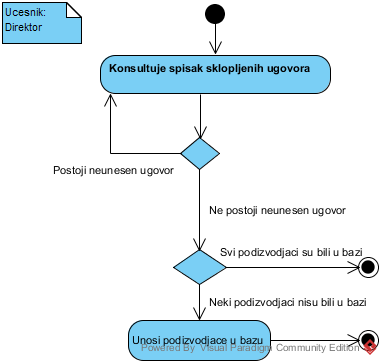 Ucesnik:
Direktor
Konsultuje spisak sklopljenih ugovora
Postoji neunesen ugovor
Ne postoji neunesen ugovor
Svi podizvodjaci su bili u bazi
Neki podizvodjaci nisu bili u bazi
Unosi podizvodjace u bazu
Powered By Visual Paradigm Community Edition